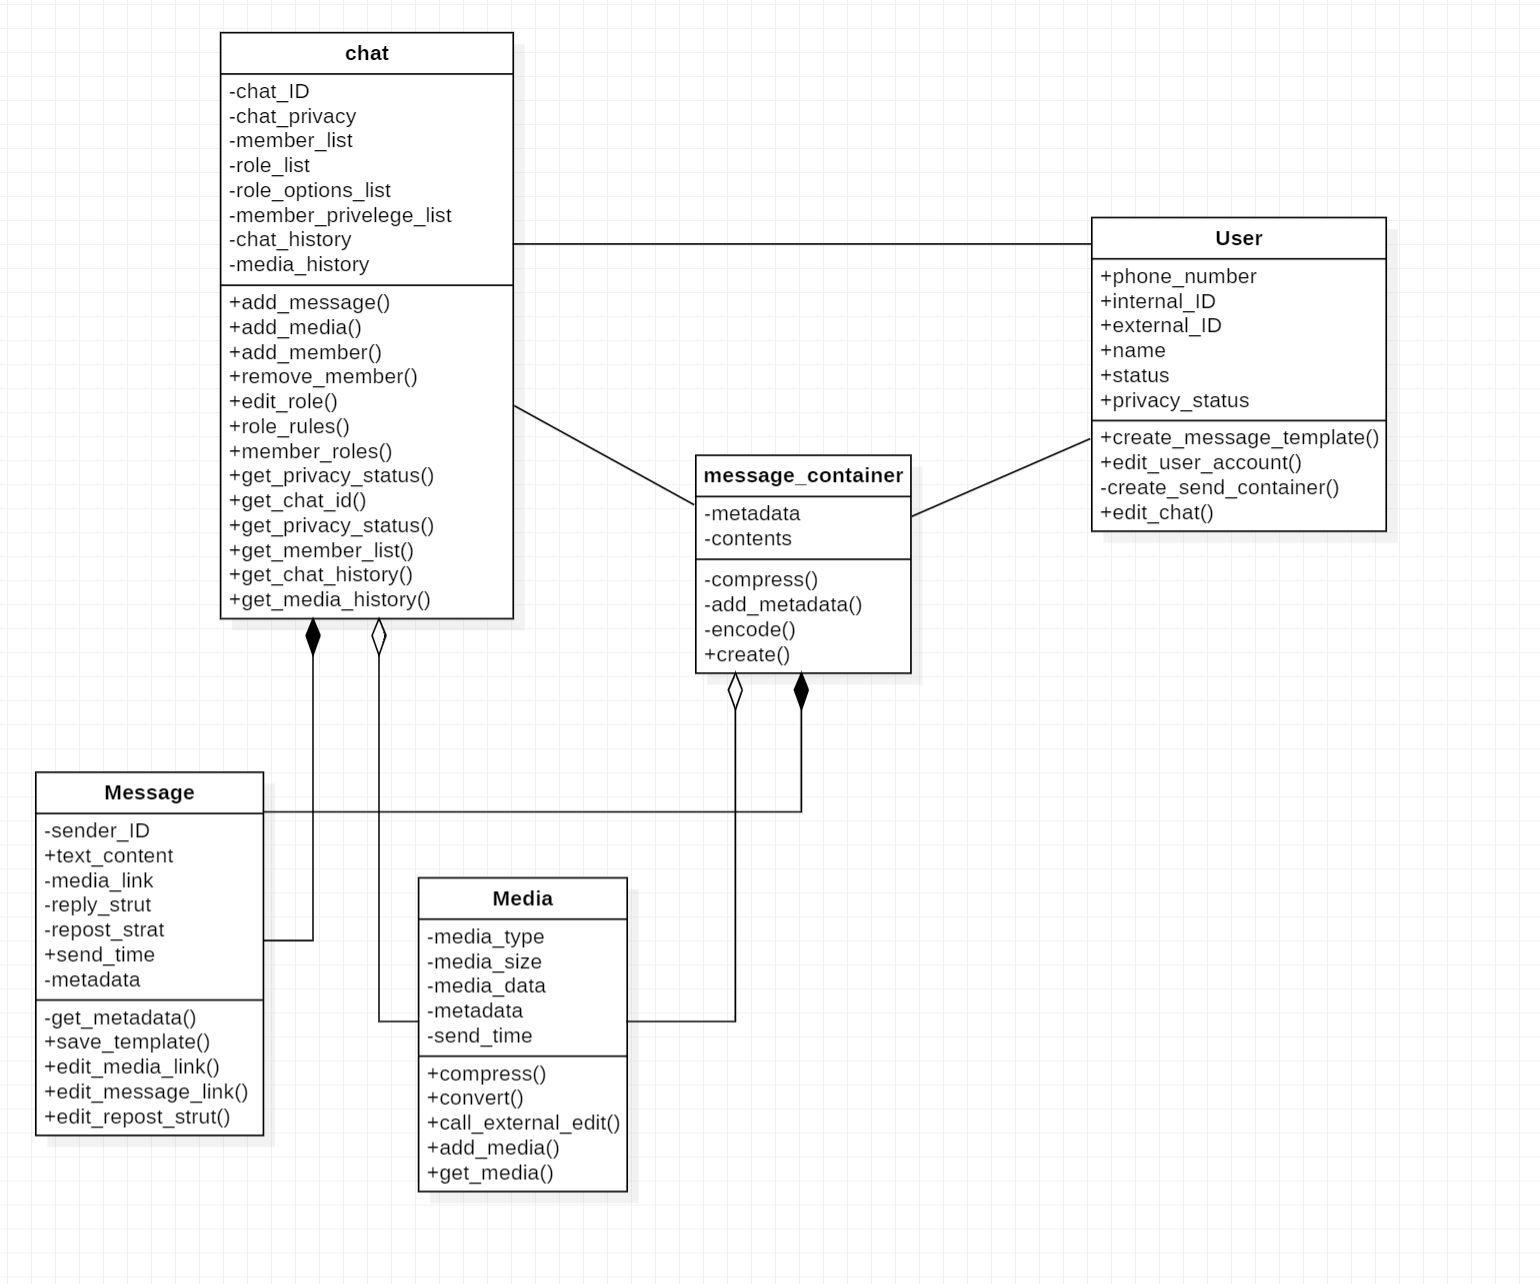 chat
-chat_ID
-chat_privacy
-member_list
-role_list
-role_options_list
-member_privelege_list
-chat_history
-media_history
+add_message()
+add_media()
+add_member()
+remove_member()
+edit_role()
+role_rules()
+member_roles()
+get_privacy_status()
+get_chat_id()
+get_privacy_status()
+get_member_list()
+get_chat_history()
+get_media_history()
User
+phone_number
+internal_ID
+external_ID
+name
+status
+privacy_status
+create_message_template()
+edit_user_account()
-create_send_container()
+edit_chat()
message_container
-metadata
-contents
-compress()
-add_metadata()
-encode()
+create()
Message
-sender_ID
+text_content
-media_link
-reply_strut
-repost_strat
+send_time
-metadata
-get_metadata()
+save_template()
+edit_media_link()
+edit_message_link()
+edit_repost_strut()
Media
-media_type
-media_size
-media_data
-metadata
-send_time
+compress()
+convert()
+call_external_edit()
+add_media()
+get_media()